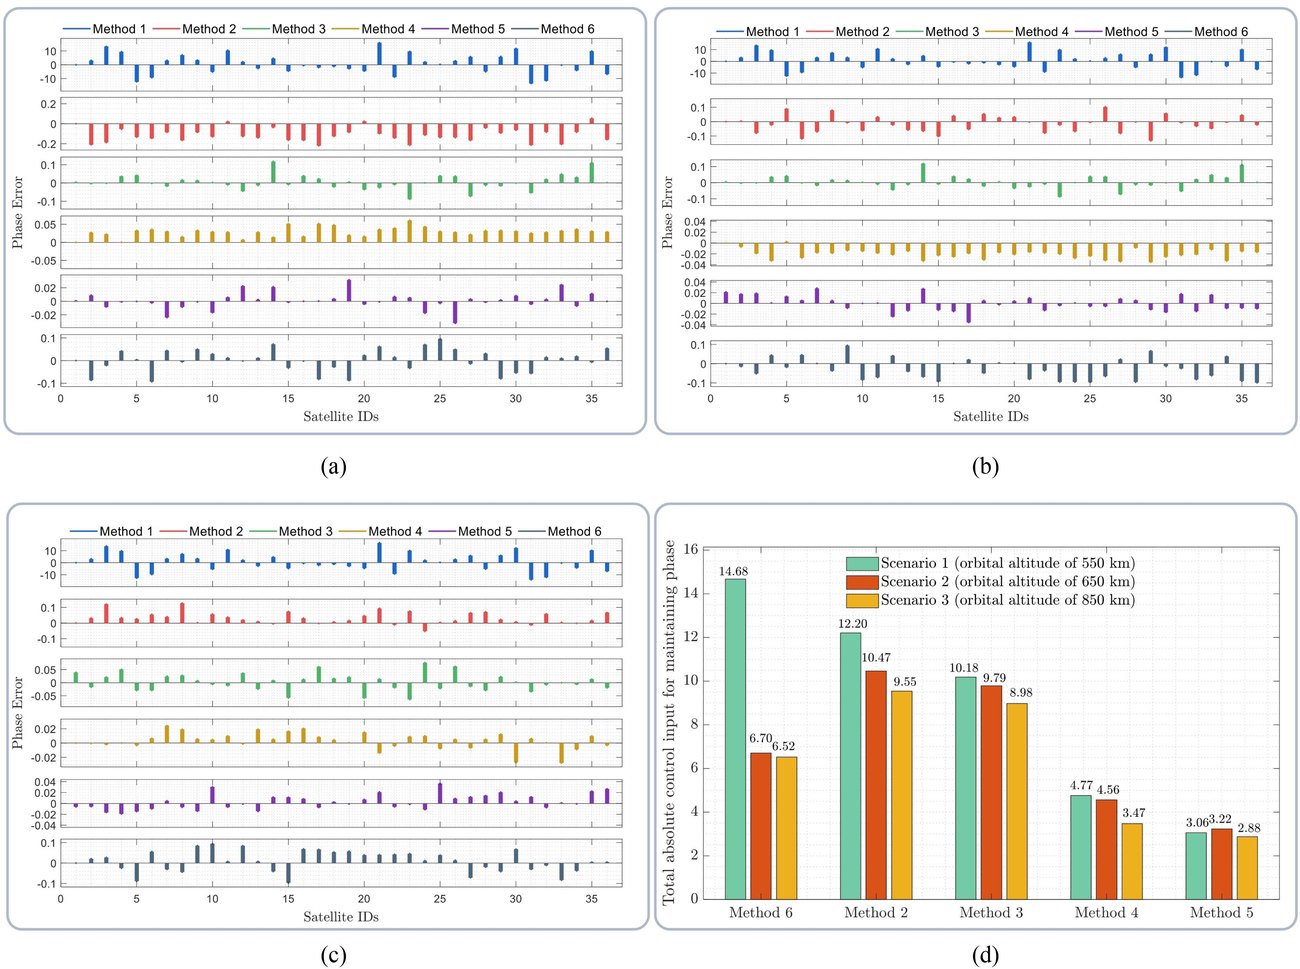 Method 1 Method 2 Method 3 Method 4 Method 5 Method 6
10
0
-10
0.2
0
-0.2
0.1
0
-0.1
0.05
0
-0.05
0.02
0
-0.02
0.1
0
-0.1
Phase Error
0 5 10 15 20 25 30 35
Satellite IDs
(a)
Method 1 Method 2 Method 3 Method 4 Method 5 Method 6
10
0
-10
0.1
0
-0.1
0.1
0
-0.1
0.04
0.02
0
-0.02
-0.04
0.04
0.02
0
-0.02
-0.04
0.1
0
-0.1
Phase Error
0 5 10 15 20 25 30 35
Satellite IDs
(b)
Method 1 Method 2 Method 3 Method 4 Method 5 Method 6
10
0
-10
0.1
0
-0.1
0.05
0
-0.05
0.02
0
-0.02
0.04
0.02
0
-0.02
-0.04
0.1
0
-0.1
Phase Error
0 5 10 15 20 25 30 35
Satellite IDs
(c)
Total absolute control input for maintaining phase
16
14
12
10
8
6
4
2
0
Scenario 1 (orbital altitude of 550 km)
Scenario 2 (orbital altitude of 650 km)
Scenario 3 (orbital altitude of 850 km)
14.68 6.70 6.52
12.20 10.47 9.55
10.18 9.79 8.98
4.77 4.56 3.47
3.06 3.22 2.88
Method 6 Method 2 Method 3 Method 4 Method 5
(d)